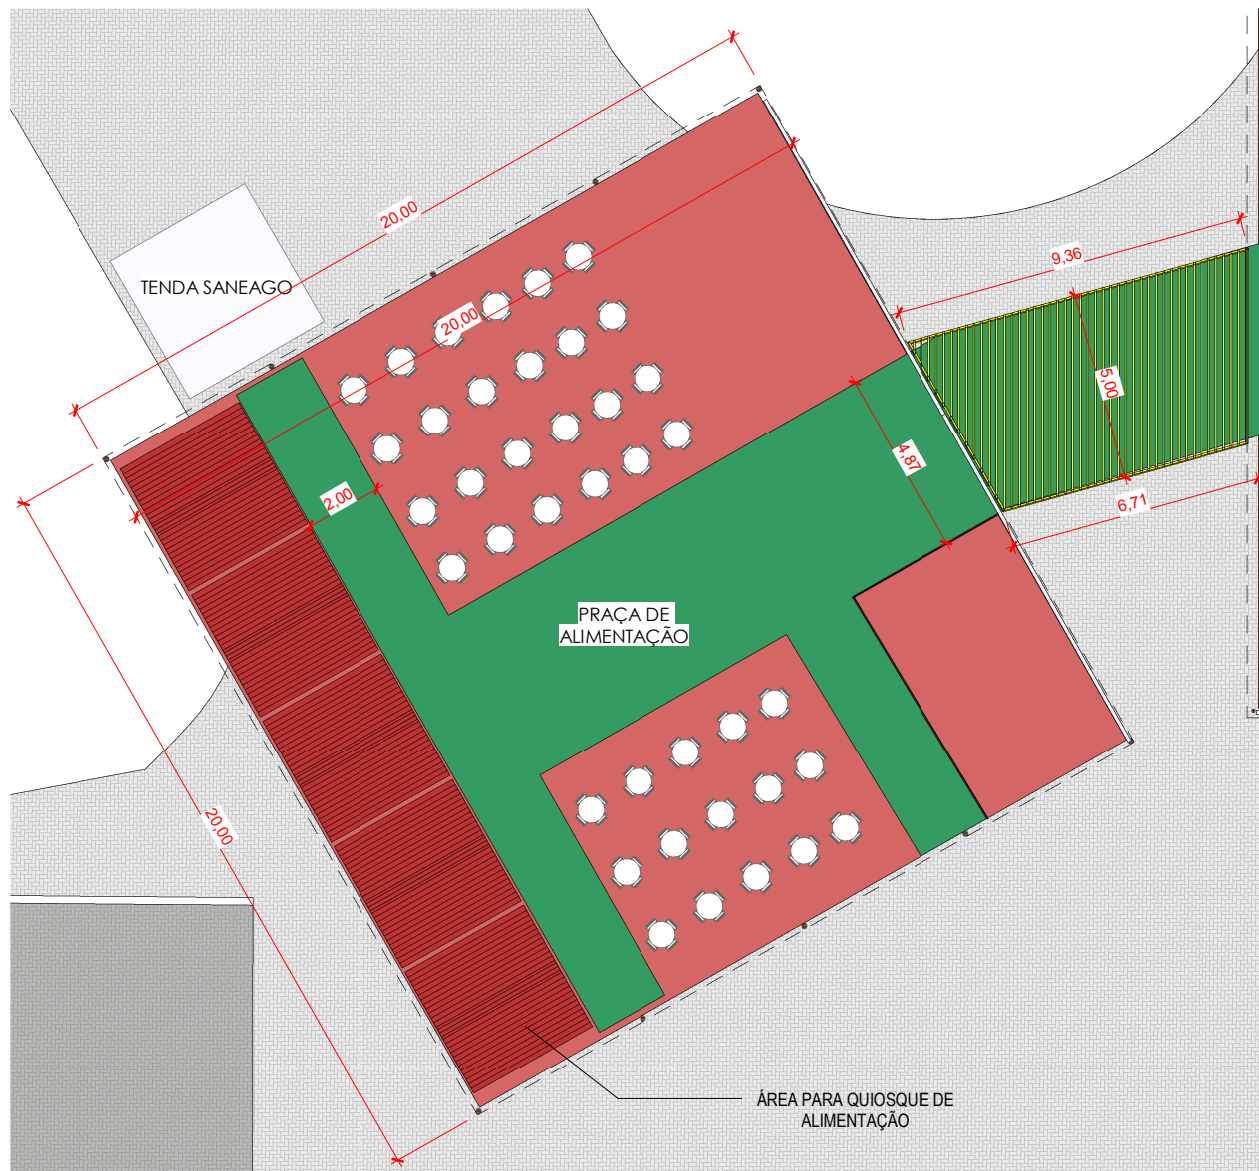 20,00
9,36
TENDA SANEAGO
20,00
5,00
4,87
2,00
6,71
PRAÇA DE
ALIMENTAÇÃO
20,00
ÁREA PARA QUIOSQUE DE
ALIMENTAÇÃO